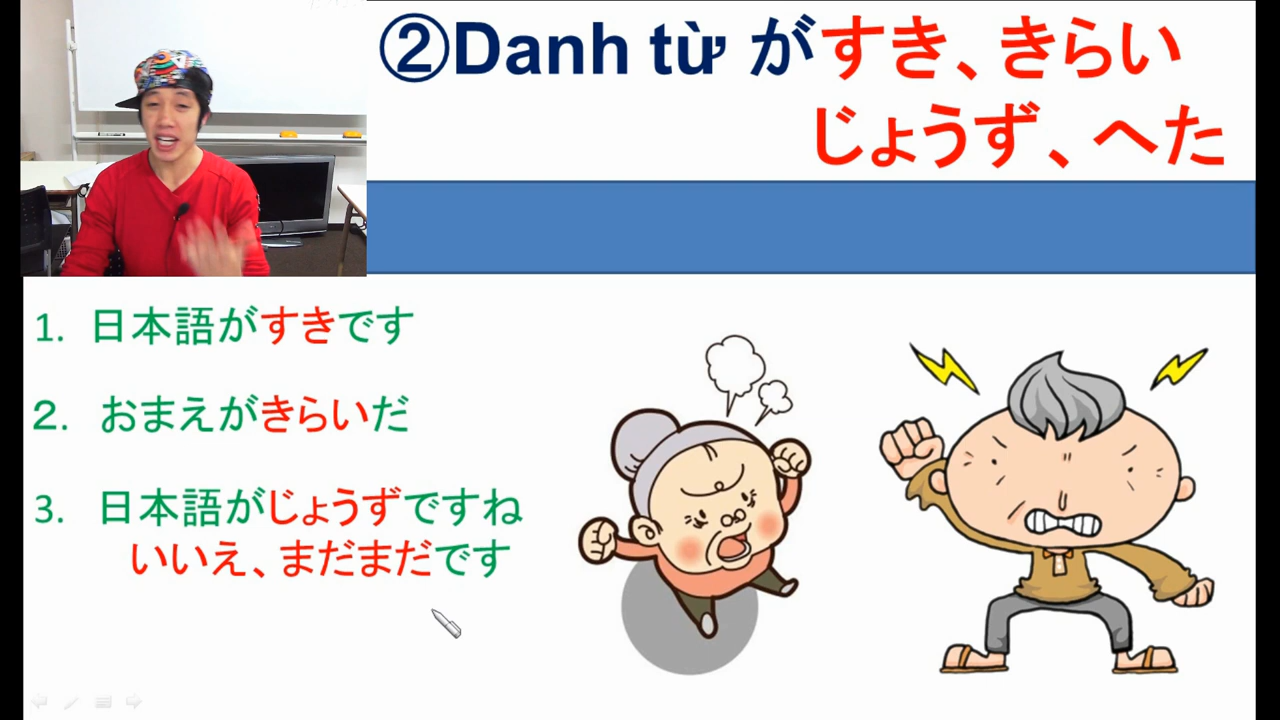 ②Danh từ がすき、きらい
じょうず、へた
1. 日本語がすきです
2. おまえがきらいだ
3. 日本語がじょうずですね
いいえ、まだまだです